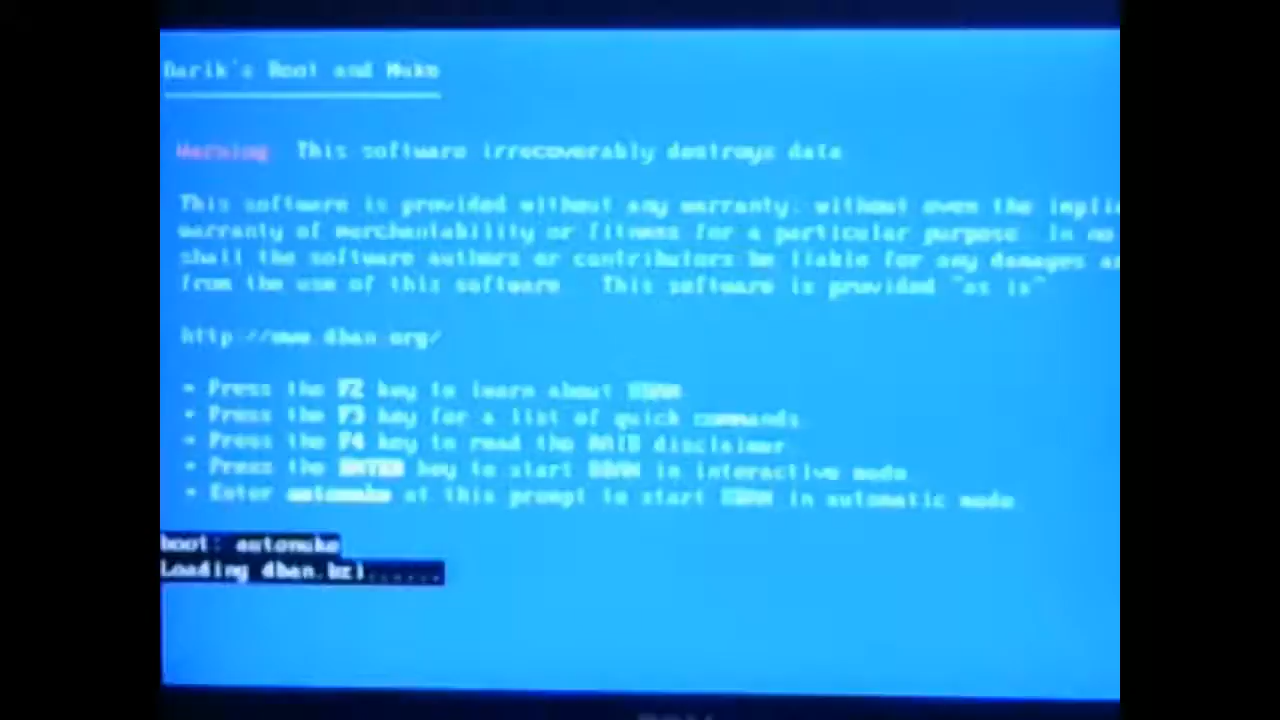 Darik's Boot and Nuke
Warning: This software irrecoverably destroys data.
This software is provided without any warranty; without even the implie
warranty of merchantability or fitness for a particular purpose. In no
shall the software authors or contributors be liable for any damages ar
from the use of this software. This software is provided "as is".
http://www.dban.org/
* Press the F2 key to learn about DBAN.
* Press the F3 key for a list of quick commands.
* Press the F4 key to read the RAID disclaimer.
* Press the ENTER key to start DBAN in interactive mode.
* Enter autonuke at this prompt to start DBAN in automatic mode.
boot: autonuke
Loading dban.bzi......